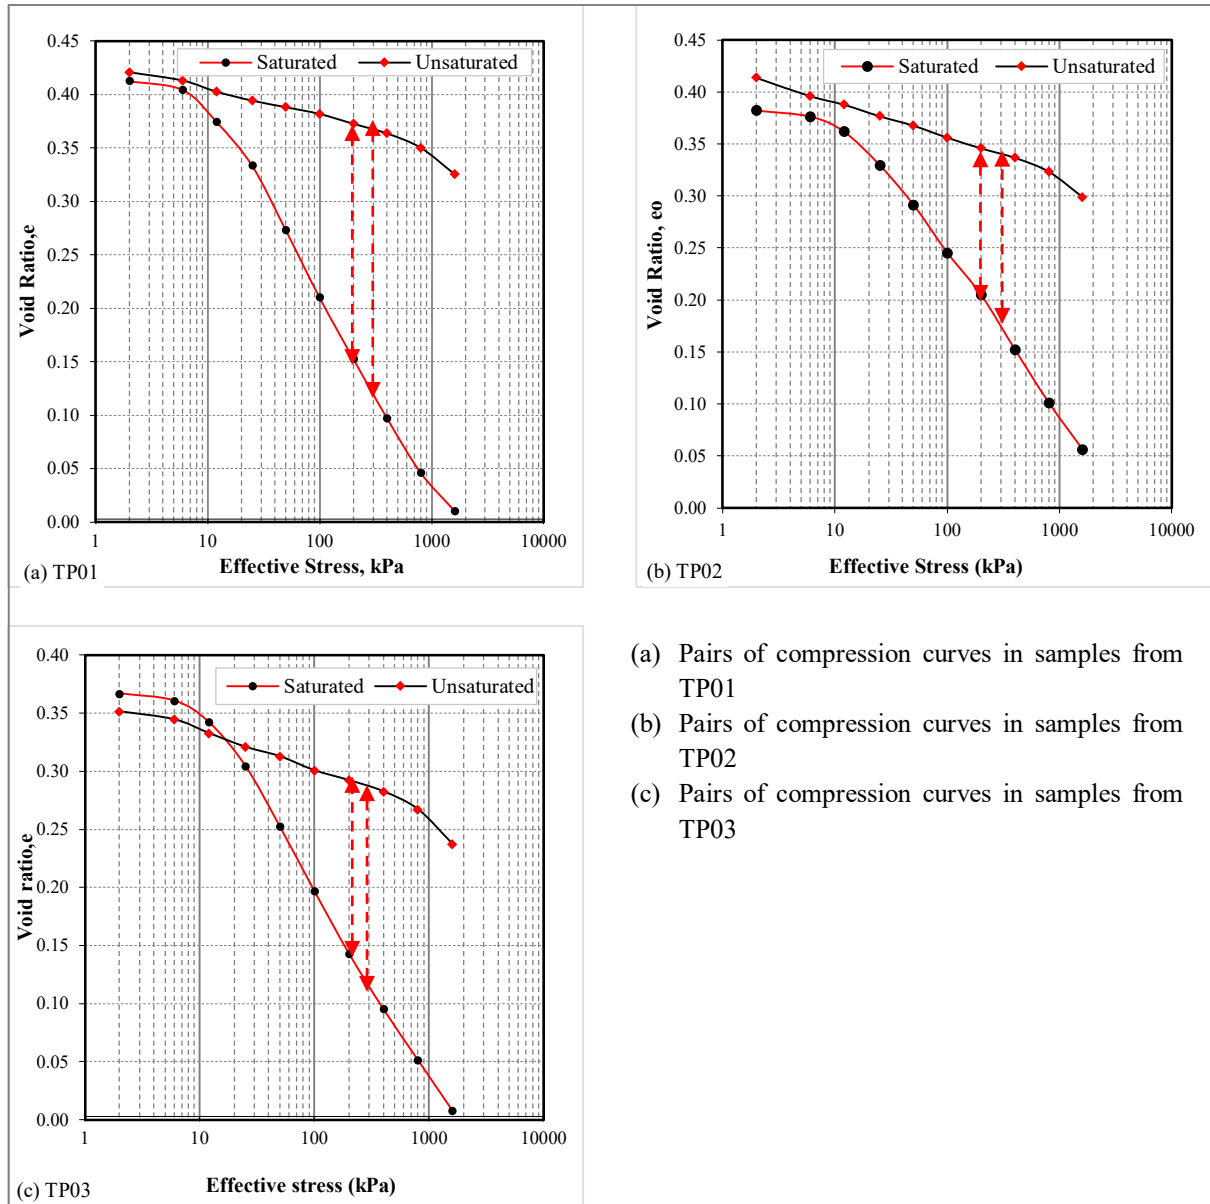 0.45
0.40
0.35
0.30
0.25
0.20
0.15
0.10
0.05
0.00
1 10 100 1000 10000
Void Ratio,e
Effective Stress, kPa
Saturated Unsaturated
(a) TP01
0.45
0.40
0.35
0.30
0.25
0.20
0.15
0.10
0.05
0.00
1 10 100 1000 10000
Void Ratio, eo
Effective Stress (kPa)
Saturated Unsaturated
(b) TP02
0.40
0.35
0.30
0.25
0.20
0.15
0.10
0.05
0.00
1 10 100 1000 10000
Void ratio,e
Effective stress (kPa)
Saturated Unsaturated
(c) TP03
(a) Pairs of compression curves in samples from
TP01
(b) Pairs of compression curves in samples from
TP02
(c) Pairs of compression curves in samples from
TP03